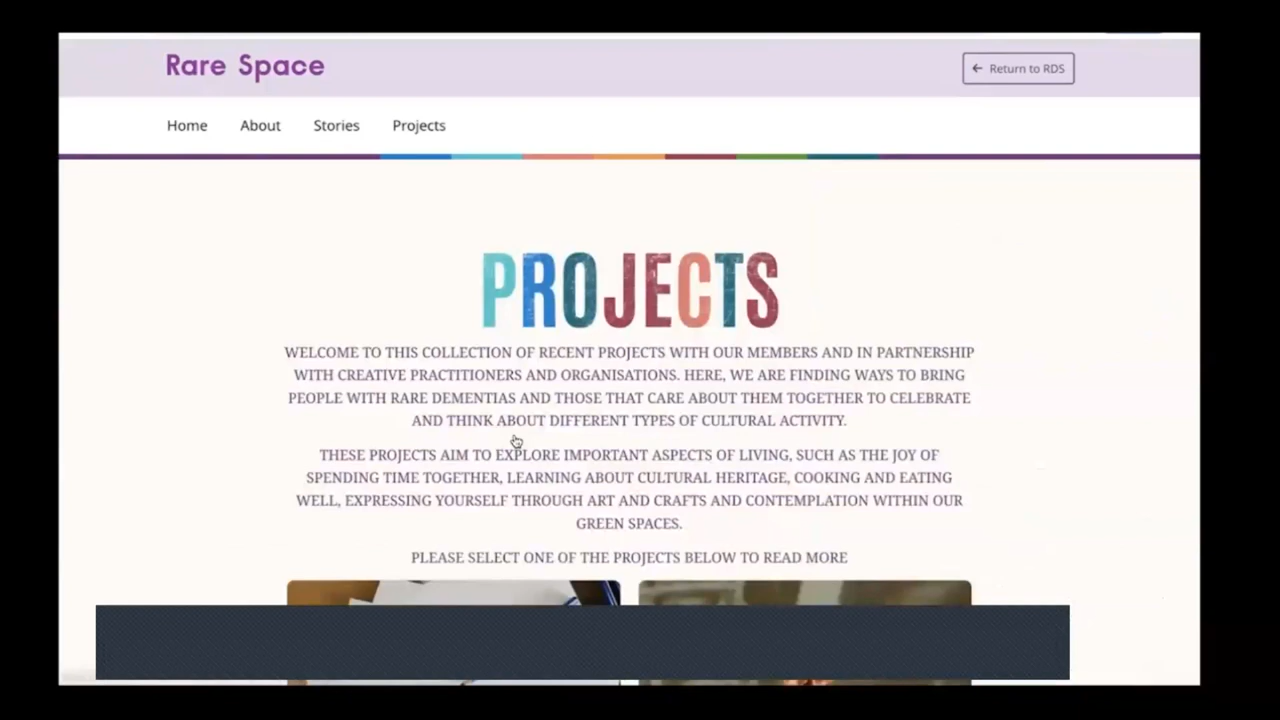 Rare Space
← Return to RDS
Home About Stories Projects
PROJECTS
WELCOME TO THIS COLLECTION OF RECENT PROJECTS WITH OUR MEMBERS AND IN PARTNERSHIP
WITH CREATIVE PRACTITIONERS AND ORGANISATIONS. HERE, WE ARE FINDING WAYS TO BRING
PEOPLE WITH RARE DEMENTIAS AND THOSE THAT CARE ABOUT THEM TOGETHER TO CELEBRATE
AND THINK ABOUT DIFFERENT TYPES OF CULTURAL ACTIVITY.
THESE PROJECTS AIM TO EXPLORE IMPORTANT ASPECTS OF LIVING, SUCH AS THE JOY OF
SPENDING TIME TOGETHER, LEARNING ABOUT CULTURAL HERITAGE, COOKING AND EATING
WELL, EXPRESSING YOURSELF THROUGH ART AND CRAFTS AND CONTEMPLATION WITHIN OUR
GREEN SPACES.
PLEASE SELECT ONE OF THE PROJECTS BELOW TO READ MORE